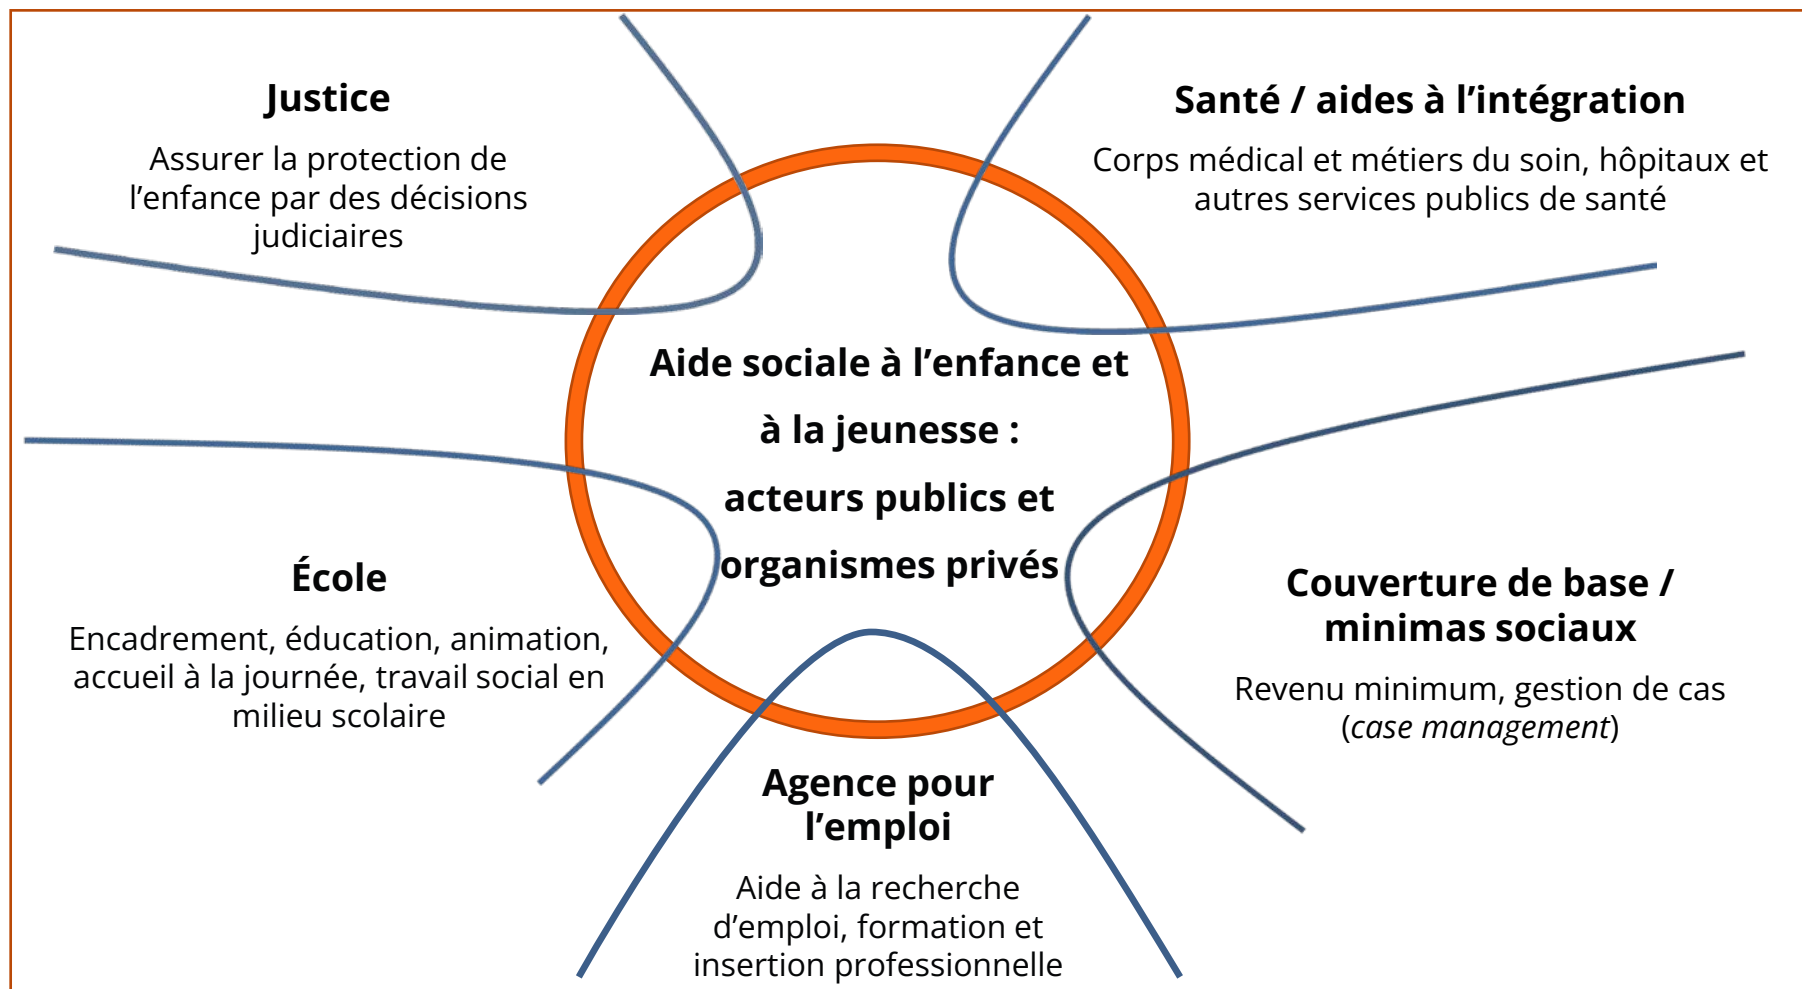 Justice
Assurer la protection de
l’enfance par des décisions
judiciaires
Santé / aides à l’intégration
Corps médical et métiers du soin, hôpitaux et
autres services publics de santé
Aide sociale à l’enfance et
à la jeunesse :
acteurs publics et
organismes privés
École
Encadrement, éducation, animation,
accueil à la journée, travail social en
milieu scolaire
Couverture de base /
minimas sociaux
Revenu minimum, gestion de cas
(case management)
Agence pour
l’emploi
Aide à la recherche
d’emploi, formation et
insertion professionnelle